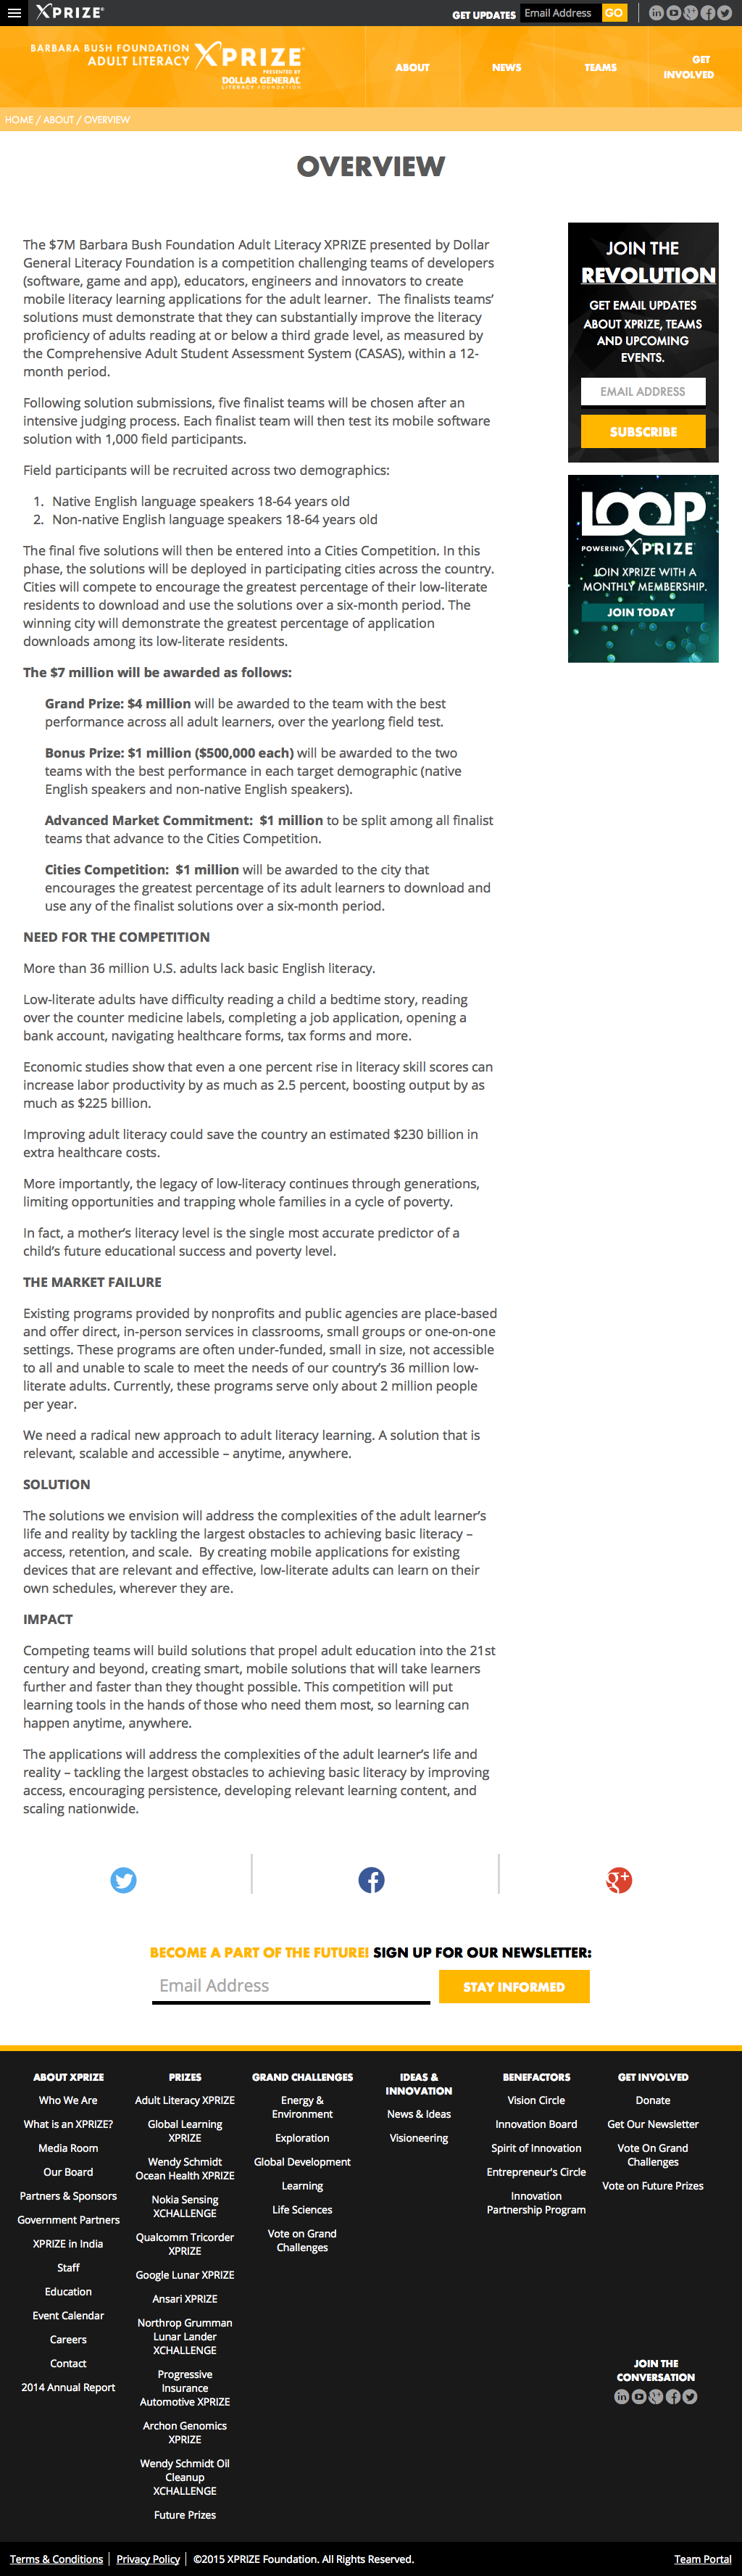 XPRIZE
GET UPDATES Email Address GO
BARBARA BUSH FOUNDATION
ADULT LITERACY XPRIZE
PRESENTED BY
DOLLAR GENERAL
LITERACY FOUNDATION
ABOUT NEWS TEAMS GET
INVOLVED
HOME / ABOUT / OVERVIEW
OVERVIEW
The $7M Barbara Bush Foundation Adult Literacy XPRIZE presented by Dollar
General Literacy Foundation is a competition challenging teams of developers
(software, game and app), educators, engineers and innovators to create
mobile literacy learning applications for the adult learner.  The finalists teams'
solutions must demonstrate that they can substantially improve the literacy
proficiency of adults reading at or below a third grade level, as measured by
the Comprehensive Adult Student Assessment System (CASAS), within a 12-
month period.
Following solution submissions, five finalist teams will be chosen after an
intensive judging process. Each finalist team will then test its mobile software
solution with 1,000 field participants.
Field participants will be recruited across two demographics:
1. Native English language speakers 18-64 years old
2. Non-native English language speakers 18-64 years old
The final five solutions will then be entered into a Cities Competition. In this
phase, the solutions will be deployed in participating cities across the country.
Cities will compete to encourage the greatest percentage of their low-literate
residents to download and use the solutions over a six-month period. The
winning city will demonstrate the greatest percentage of application
downloads among its low-literate residents.
The $7 million will be awarded as follows:
Grand Prize: $4 million will be awarded to the team with the best
performance across all adult learners, over the yearlong field test.
Bonus Prize: $1 million ($500,000 each) will be awarded to the two
teams with the best performance in each target demographic (native
English speakers and non-native English speakers).
Advanced Market Commitment:  $1 million to be split among all finalist
teams that advance to the Cities Competition.
Cities Competition:  $1 million will be awarded to the city that
encourages the greatest percentage of its adult learners to download and
use any of the finalist solutions over a six-month period.
NEED FOR THE COMPETITION
More than 36 million U.S. adults lack basic English literacy.
Low-literate adults have difficulty reading a child a bedtime story, reading
over the counter medicine labels, completing a job application, opening a
bank account, navigating healthcare forms, tax forms and more.
Economic studies show that even a one percent rise in literacy skill scores can
increase labor productivity by as much as 2.5 percent, boosting output by as
much as $225 billion.
Improving adult literacy could save the country an estimated $230 billion in
extra healthcare costs.
More importantly, the legacy of low-literacy continues through generations,
limiting opportunities and trapping whole families in a cycle of poverty.
In fact, a mother's literacy level is the single most accurate predictor of a
child's future educational success and poverty level.
THE MARKET FAILURE
Existing programs provided by nonprofits and public agencies are place-based
and offer direct, in-person services in classrooms, small groups or one-on-one
settings. These programs are often under-funded, small in size, not accessible
to all and unable to scale to meet the needs of our country's 36 million low-
literate adults. Currently, these programs serve only about 2 million people
per year.
We need a radical new approach to adult literacy learning. A solution that is
relevant, scalable and accessible – anytime, anywhere.
SOLUTION
The solutions we envision will address the complexities of the adult learner's
life and reality by tackling the largest obstacles to achieving basic literacy –
access, retention, and scale.  By creating mobile applications for existing
devices that are relevant and effective, low-literate adults can learn on their
own schedules, wherever they are.
IMPACT
Competing teams will build solutions that propel adult education into the 21st
century and beyond, creating smart, mobile solutions that will take learners
further and faster than they thought possible. This competition will put
learning tools in the hands of those who need them most, so learning can
happen anytime, anywhere.
The applications will address the complexities of the adult learner's life and
reality – tackling the largest obstacles to achieving basic literacy by improving
access, encouraging persistence, developing relevant learning content, and
scaling nationwide.
JOIN THE
REVOLUTION
GET EMAIL UPDATES
ABOUT XPRIZE, TEAMS
AND UPCOMING
EVENTS.
EMAIL ADDRESS
SUBSCRIBE
LOOP™
POWERING XPRIZE
JOIN XPRIZE WITH A
MONTHLY MEMBERSHIP.
JOIN TODAY
BECOME A PART OF THE FUTURE! SIGN UP FOR OUR NEWSLETTER:
Email Address STAY INFORMED
ABOUT XPRIZE
Who We Are
What is an XPRIZE?
Media Room
Our Board
Partners & Sponsors
Government Partners
XPRIZE in India
Staff
Education
Event Calendar
Careers
Contact
2014 Annual Report
PRIZES
Adult Literacy XPRIZE
Global Learning
XPRIZE
Wendy Schmidt
Ocean Health XPRIZE
Nokia Sensing
XCHALLENGE
Qualcomm Tricorder
XPRIZE
Google Lunar XPRIZE
Ansari XPRIZE
Northrop Grumman
Lunar Lander
XCHALLENGE
Progressive
Insurance
Automotive XPRIZE
Archon Genomics
XPRIZE
Wendy Schmidt Oil
Cleanup
XCHALLENGE
Future Prizes
GRAND CHALLENGES
Energy &
Environment
Exploration
Global Development
Learning
Life Sciences
Vote on Grand
Challenges
IDEAS &
INNOVATION
News & Ideas
Visioneering
BENEFACTORS
Vision Circle
Innovation Board
Spirit of Innovation
Entrepreneur's Circle
Innovation
Partnership Program
GET INVOLVED
Donate
Get Our Newsletter
Vote On Grand
Challenges
Vote on Future Prizes
JOIN THE
CONVERSATION
Terms & Conditions | Privacy Policy | ©2015 XPRIZE Foundation. All Rights Reserved. Team Portal